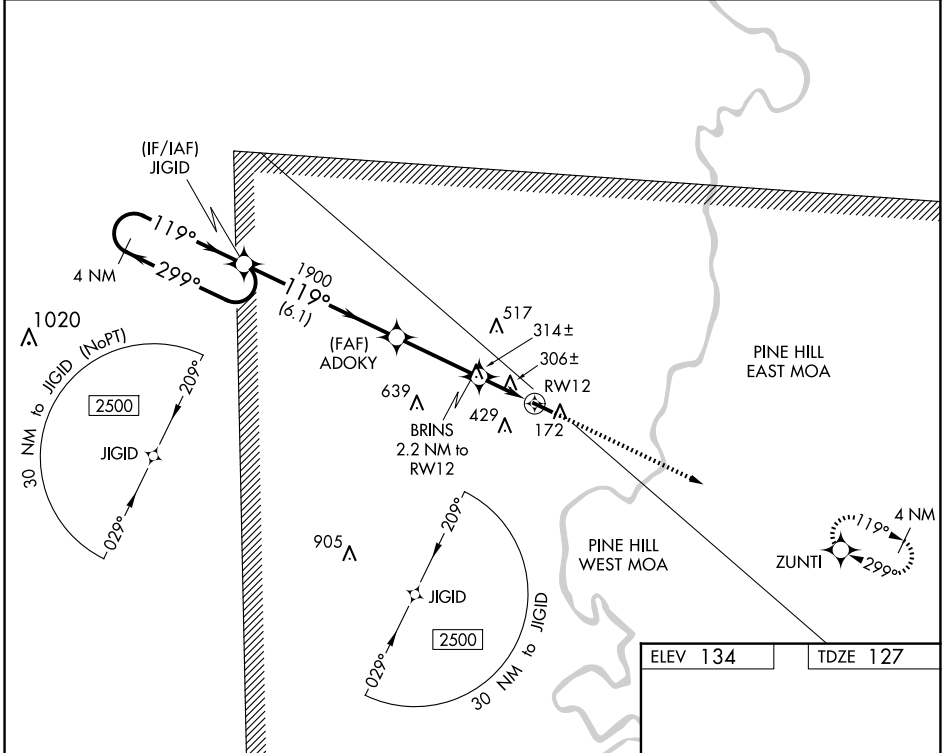 (IF/IAF)
JIGID
119°
299°
4 NM
1900
119°
(6.1)
1020
(FAF)
ADOKY
517
314±
306±
RW12
639
BRINS
2.2 NM to
RW12
429
172
PINE HILL
EAST MOA
30 NM to JIGID (NoPT)
209°
2500
JIGID
029°
905
209°
JIGID
2500
029°
30 NM to JIGID
PINE HILL
WEST MOA
4 NM
119°
ZUNTI
299°
ELEV 134
TDZE 127